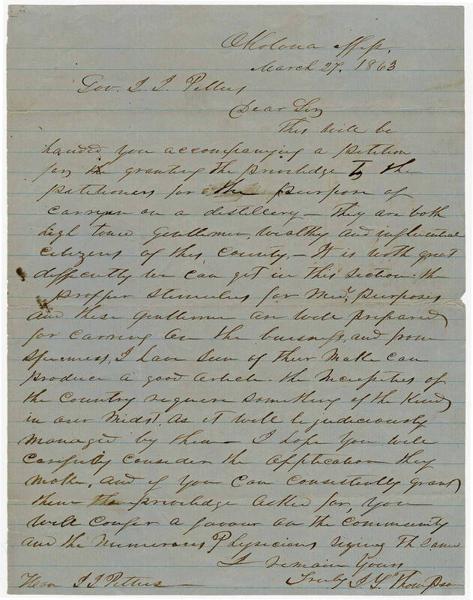 Okolona Miss.
March 27, 1863
Gov. J. J. Pettus
Dear Sir
This will be
handed you accompanying a petition
for granting the priviledge To the
petitioners for the purpose of
carrying on a distillery – They are both
high toned gentlemen, wealthy and influential
citizens of this county, – It is with great
difficulty we can get in this section the
propper stimulus for Med. purposes
and these gentlemen are well prepared
for carring on the business, and from
specimens, I have seen of their make can
produce a good article. the necessities of
the country require something of the kind
in our midst. As it will be judiciously
managed by them – I hope you will
carefully consider the application they
make, and if you can consistently grant
them the priviledge asked for, you
will confer a favour on the community
and the numerous Physicians signing the same
I remain yours
Hon J J Pettus – Truly J. Y. Thompson